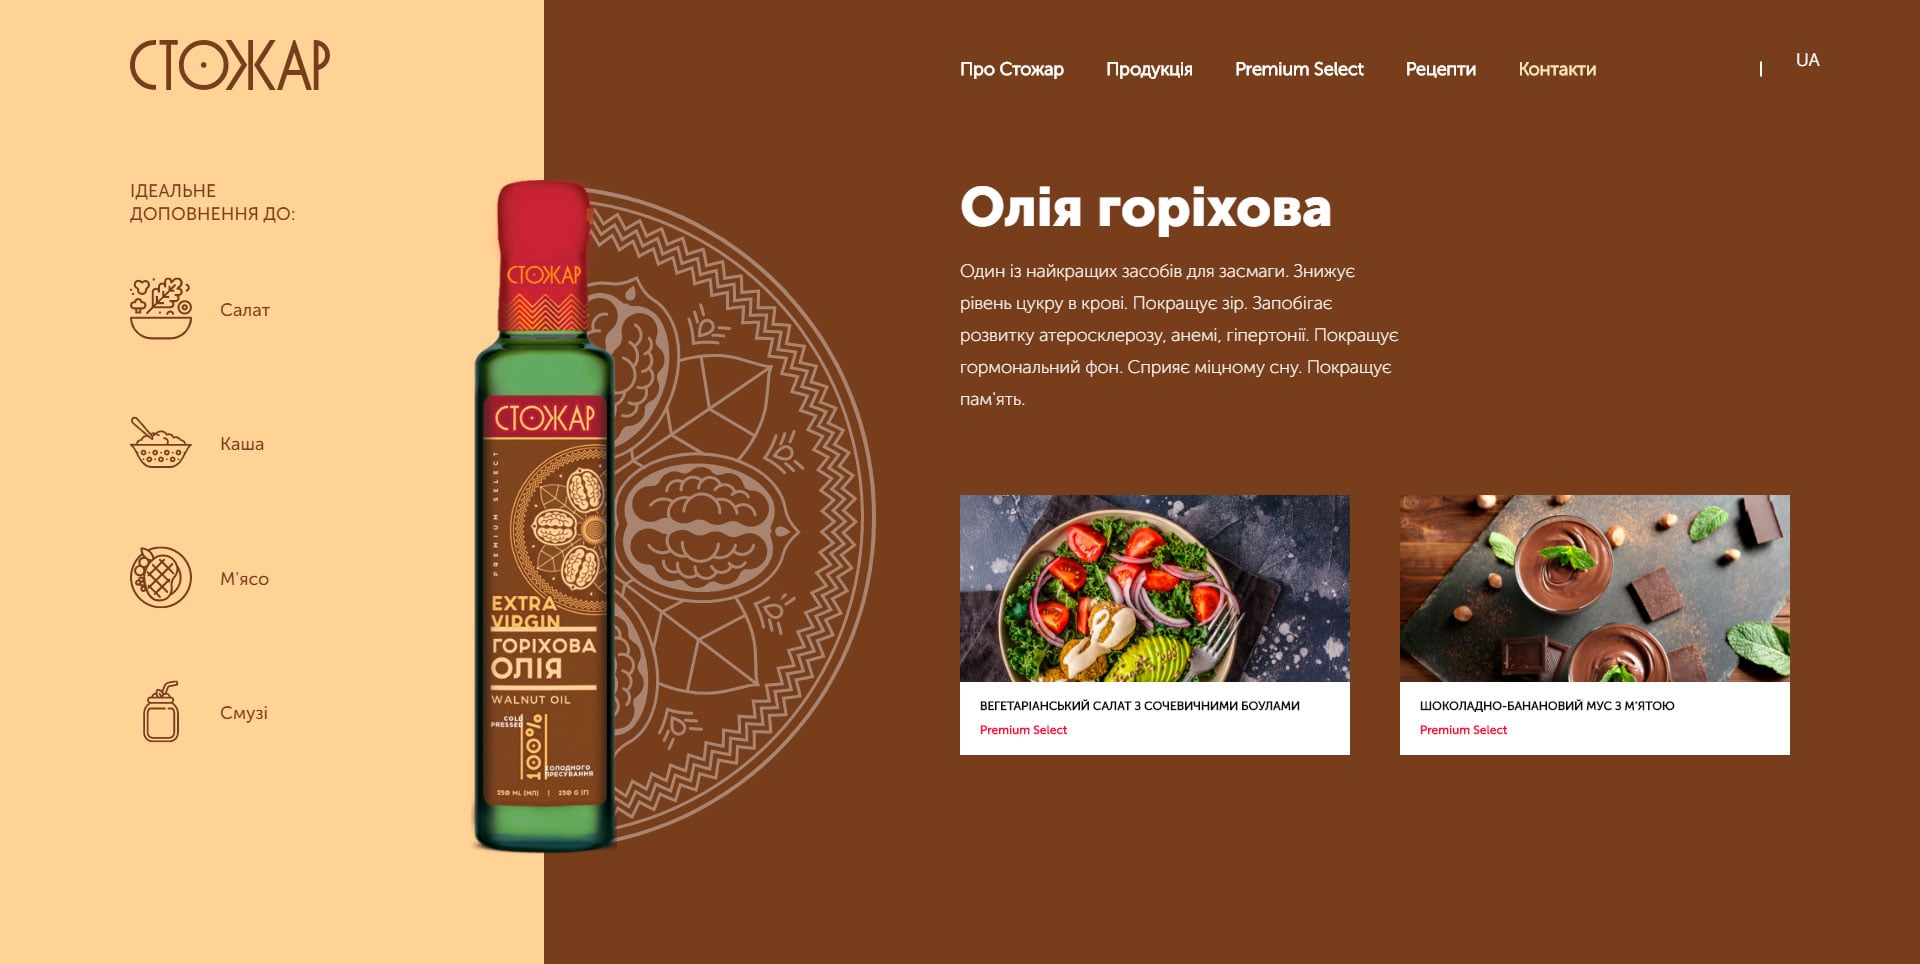 СТОЖАР
Про Стожар
Продукція
Premium Select
Рецепти
Контакти
|
UA
ІДЕАЛЬНЕ
ДОПОВНЕННЯ ДО:
Салат
Каша
М'ясо
Смузі
СТОЖАР
СТОЖАР
PREMIUM SELECT
EXTRA
VIRGIN
ГОРІХОВА
ОЛІЯ
WALNUT OIL
COLD
PRESSED
100%
ХОЛОДНОГО
ПРЕСУВАННЯ
250 ML (МЛ) | 230 G (Г)
Олія горіхова
Один із найкращих засобів для засмаги. Знижує
рівень цукру в крові. Покращує зір. Запобігає
розвитку атеросклерозу, анемі, гіпертонії. Покращує
гормональний фон. Сприяє міцному сну. Покращує
пам'ять.
ВЕГЕТАРІАНСЬКИЙ САЛАТ З СОЧЕВИЧНИМИ БОУЛАМИ
Premium Select
ШОКОЛАДНО-БАНАНОВИЙ МУС З М'ЯТОЮ
Premium Select